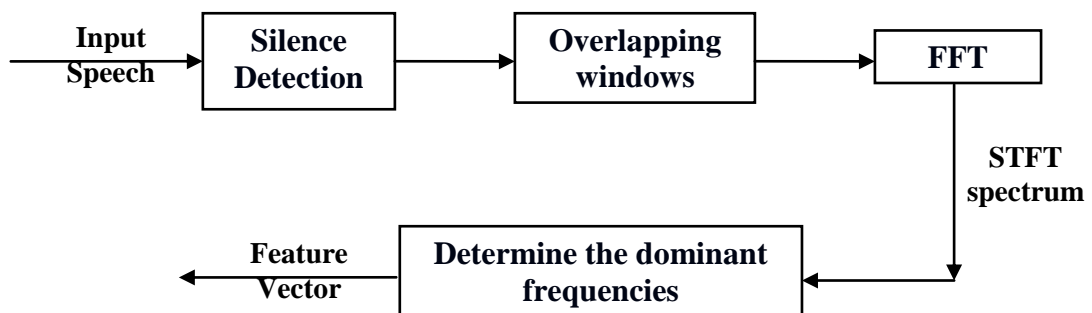 Input
Speech
Silence
Detection
Overlapping
windows
FFT
STFT
spectrum
Determine the dominant
frequencies
Feature
Vector